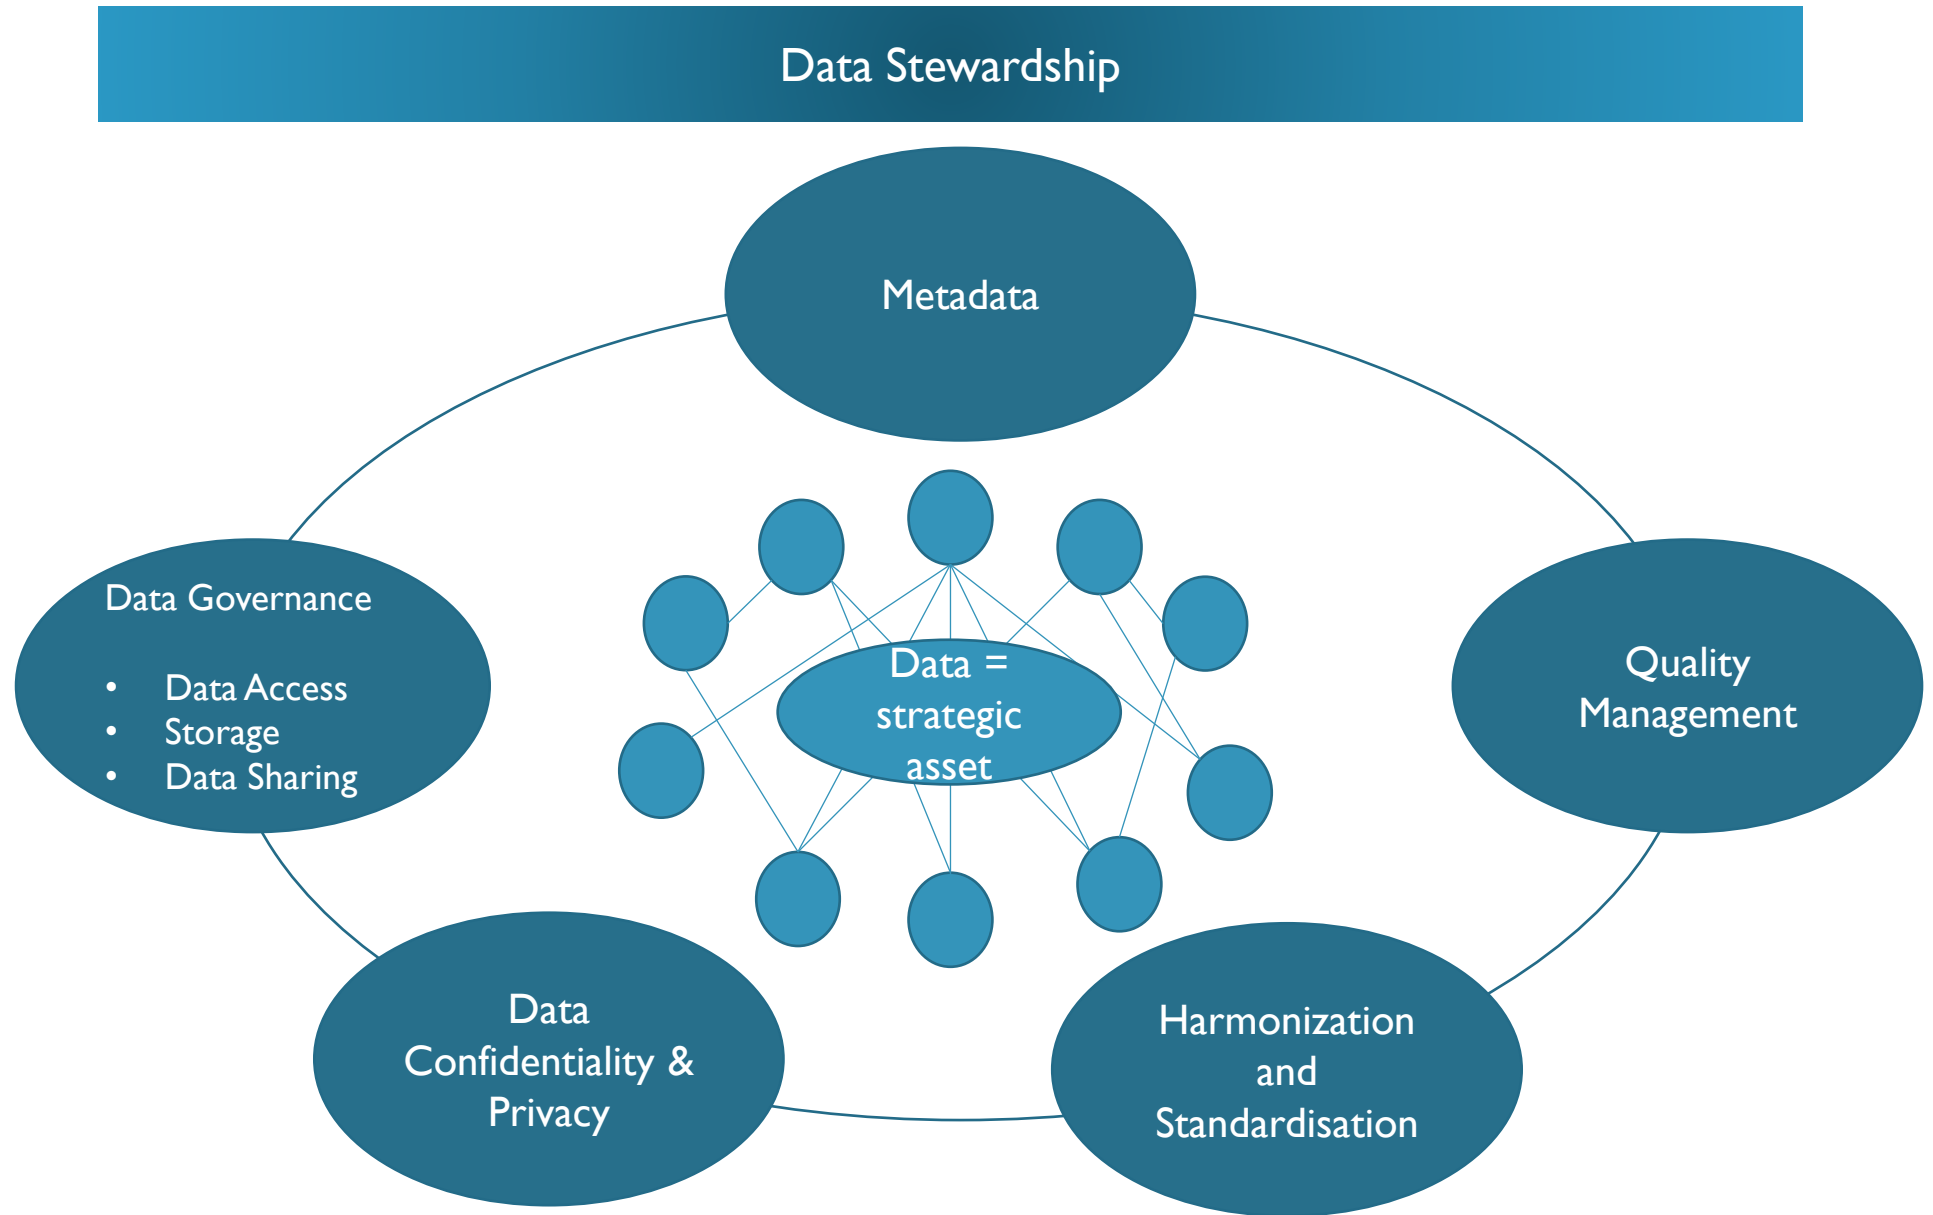 Data Stewardship
Metadata
Data Governance
• Data Access
• Storage
• Data Sharing
Data =
strategic
asset
Quality
Management
Data
Confidentiality &
Privacy
Harmonization
and
Standardisation